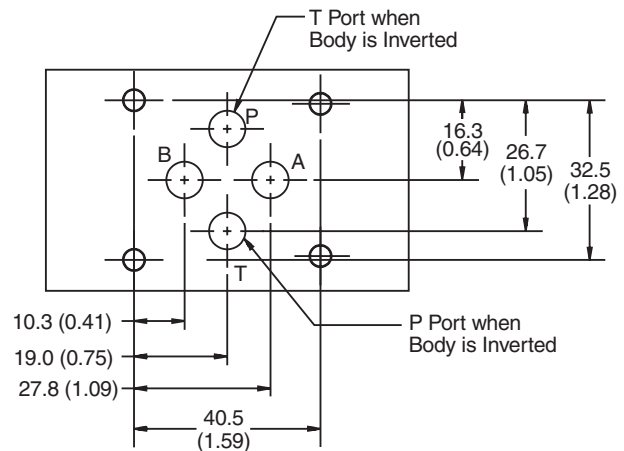 T Port when
Body is Inverted
P
B
A
T
16.3
(0.64)
26.7
(1.05)
32.5
(1.28)
10.3 (0.41)
19.0 (0.75)
27.8 (1.09)
P Port when
Body is Inverted
40.5
(1.59)